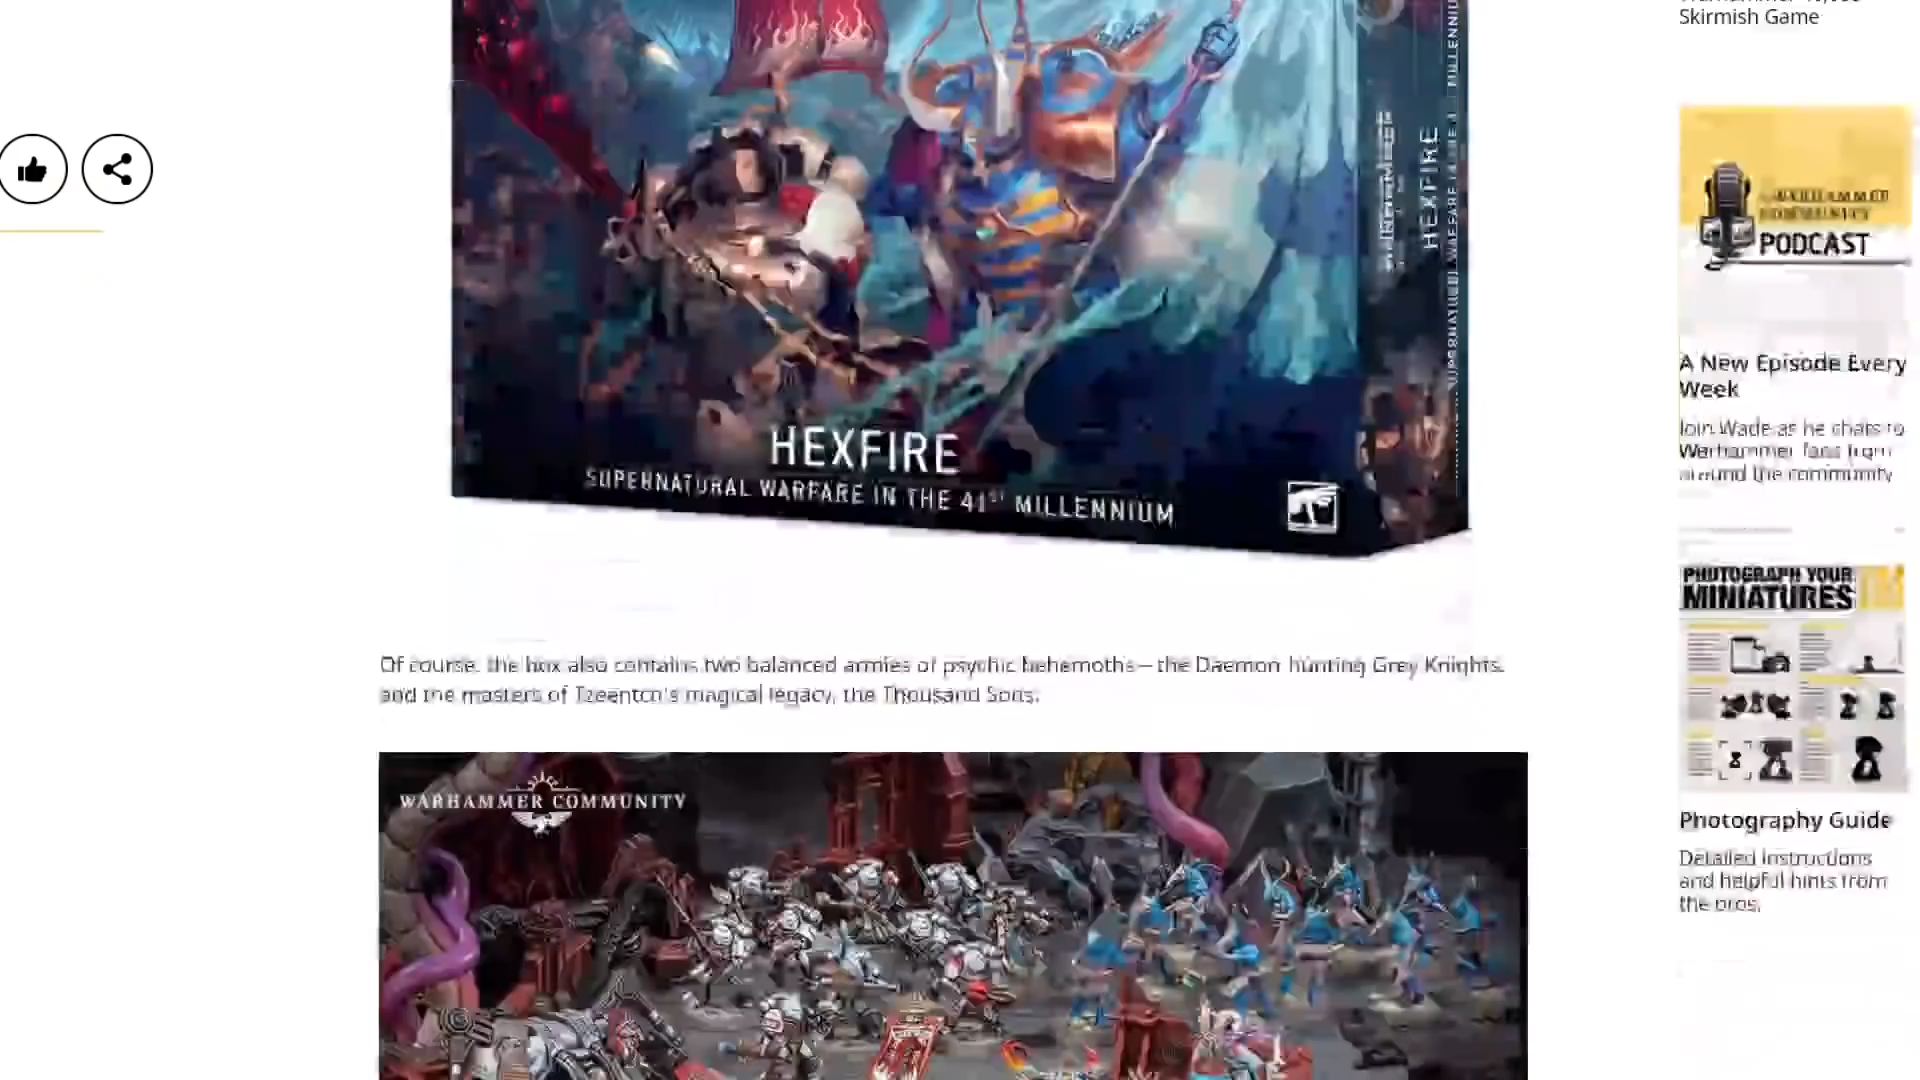 Skirmish Game
HEXFIRE
SUPERNATURAL WARFARE IN THE 41ST MILLENNIUM
HEXFIRE
WARHAMMER
COMMUNITY
PODCAST
A New Episode Every
Week
Join Wade as he chats to
Warhammer fans from
around the community
PHOTOGRAPH YOUR
MINIATURES
Photography Guide
Detailed instructions
and helpful hints from
the pros.
Of course, the box also contains two balanced armies of psychic behemoths—the Daemon hunting Grey Knights,
and the masters of Tzeentch's magical legacy, the Thousand Sons.
WARHAMMER COMMUNITY